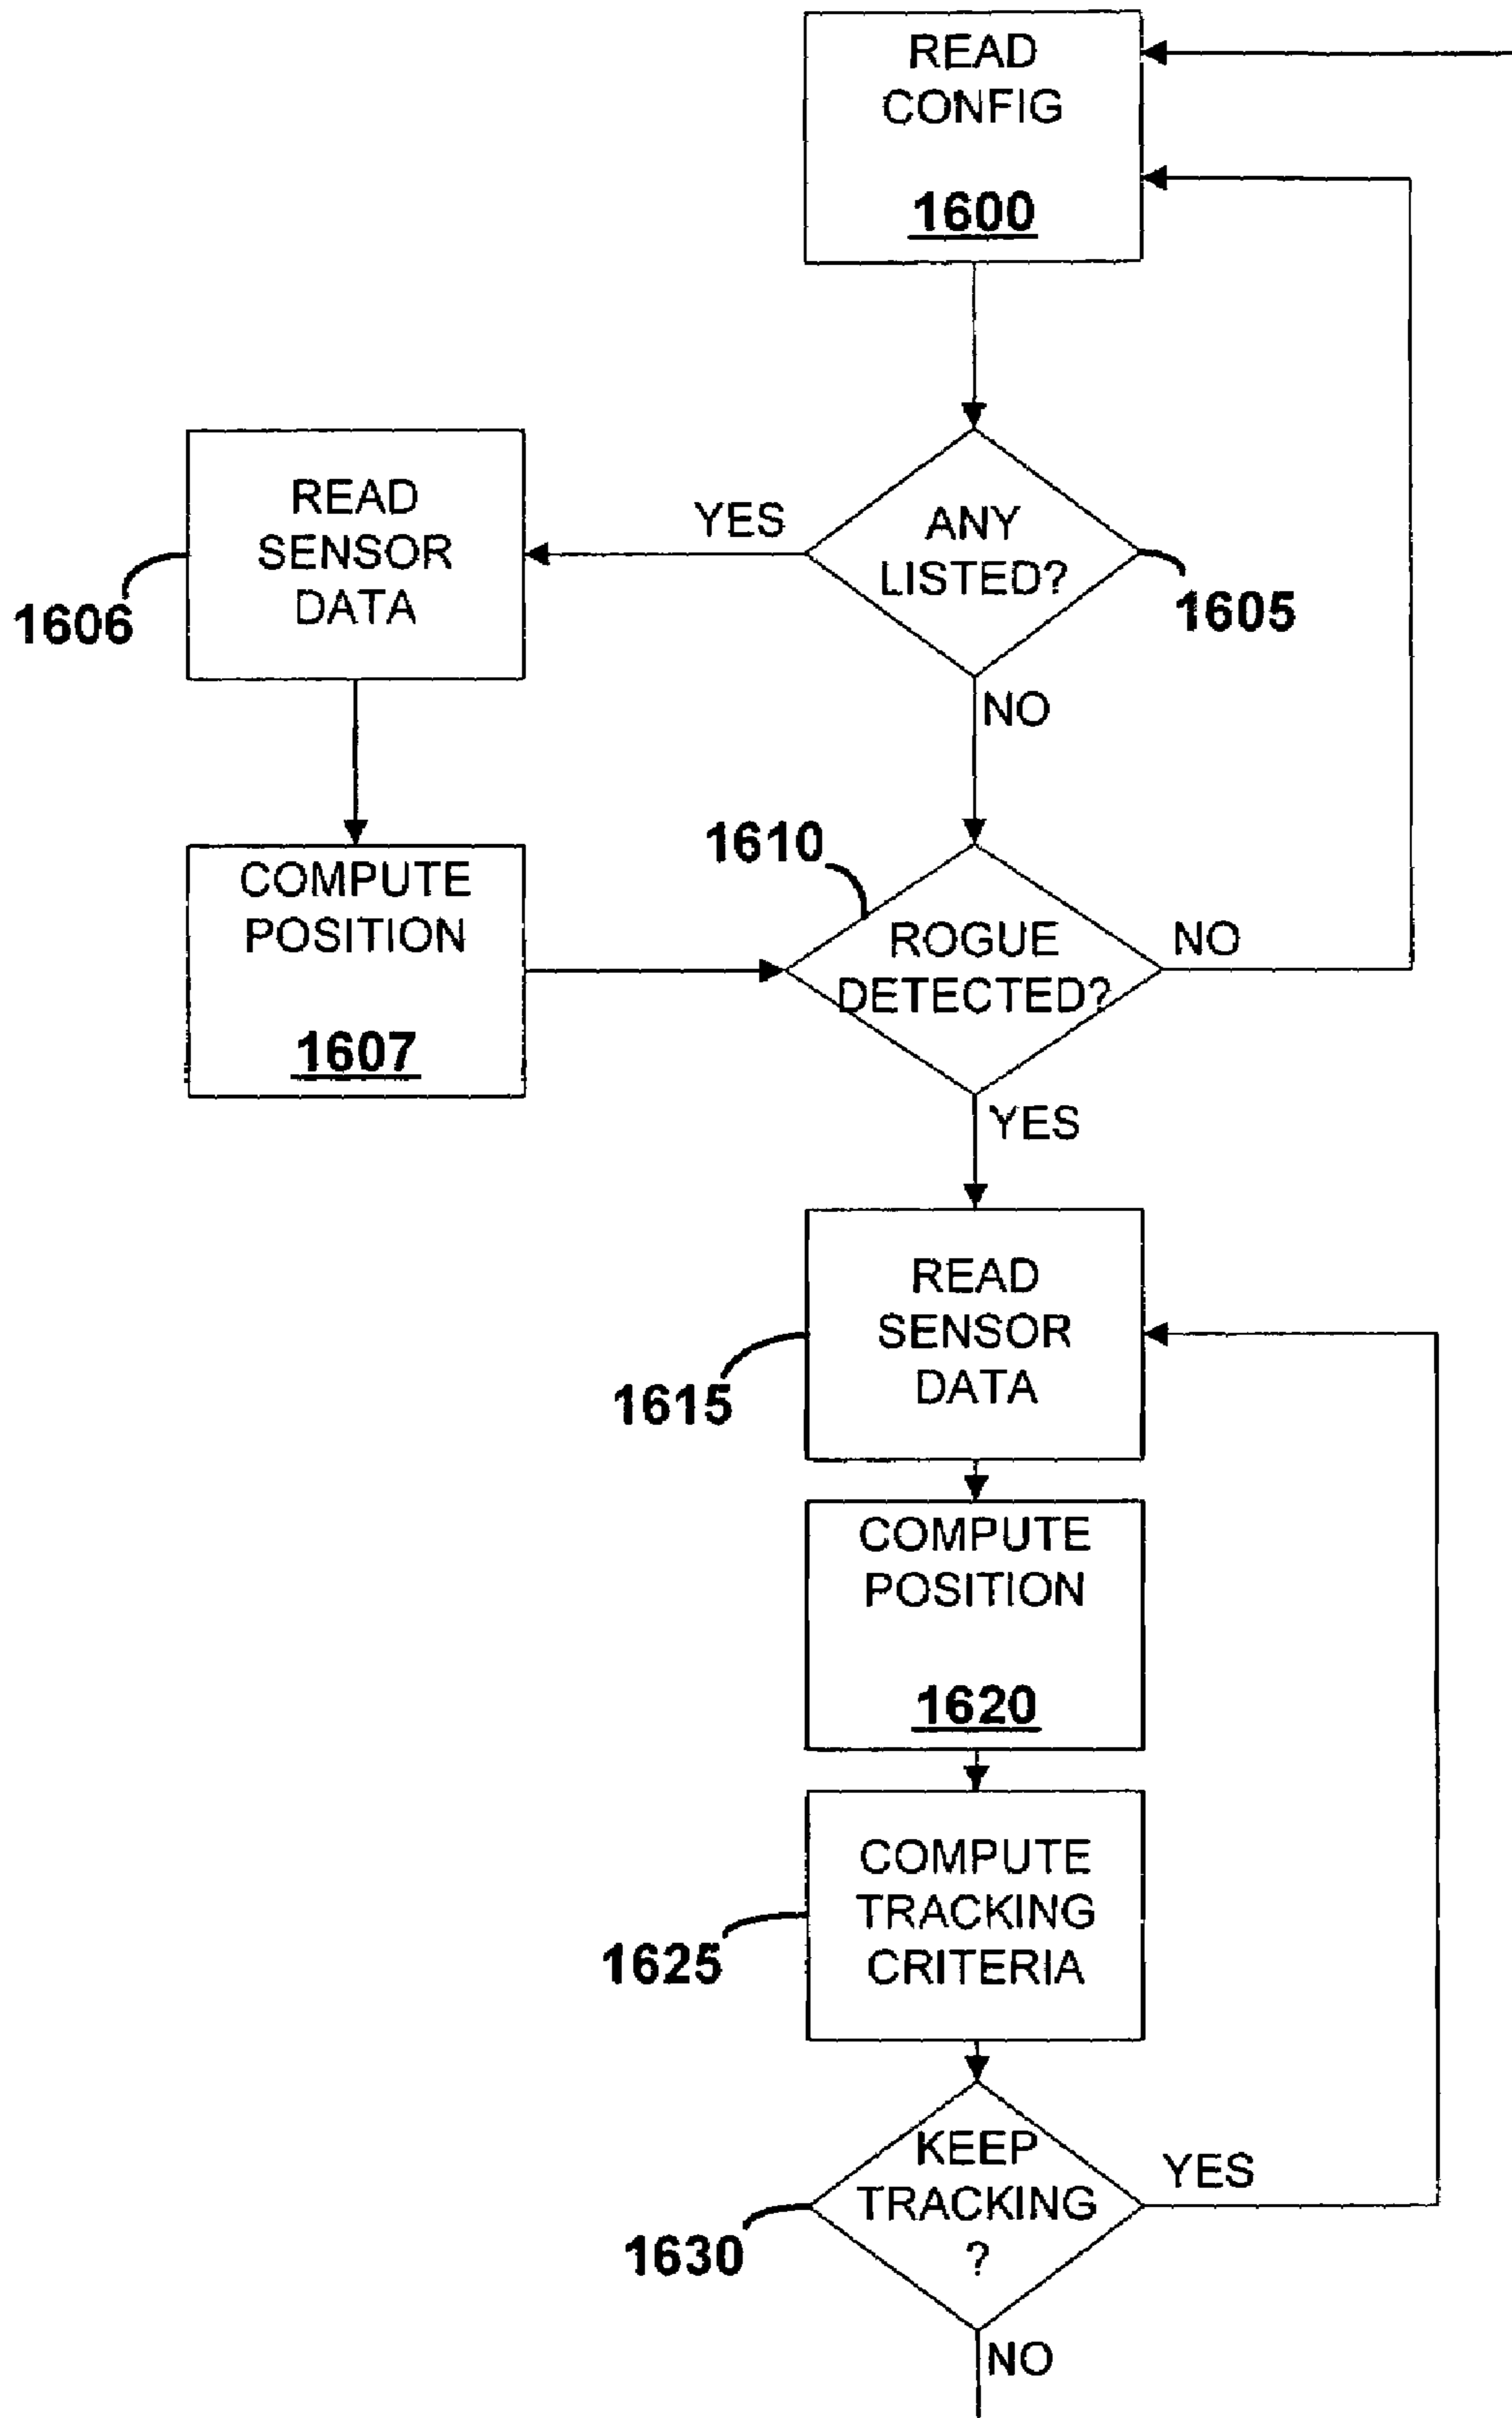 READ
CONFIG
1600
READ
SENSOR
DATA
1606
YES
ANY
LISTED?
1605
NO
COMPUTE
POSITION
1607
1610
ROGUE
DETECTED?
NO
YES
READ
SENSOR
DATA
1615
COMPUTE
POSITION
1620
COMPUTE
TRACKING
CRITERIA
1625
KEEP
TRACKING
?
YES
1630
NO